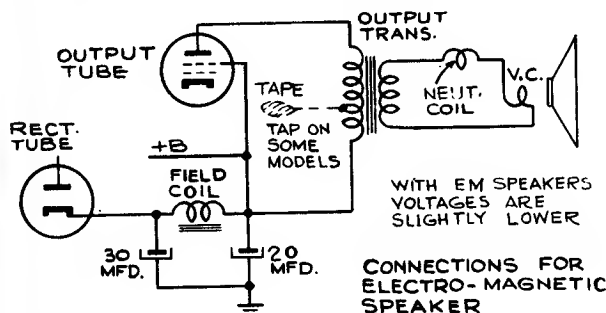 OUTPUT
TRANS.
OUTPUT
TUBE
TAPE
TAP ON
SOME
MODELS
NEUT.
COIL
V.C.
RECT.
TUBE
+B
FIELD
COIL
WITH EM SPEAKERS
VOLTAGES ARE
SLIGHTLY LOWER
30
MFD.
20
MFD.
CONNECTIONS FOR
ELECTRO-MAGNETIC
SPEAKER